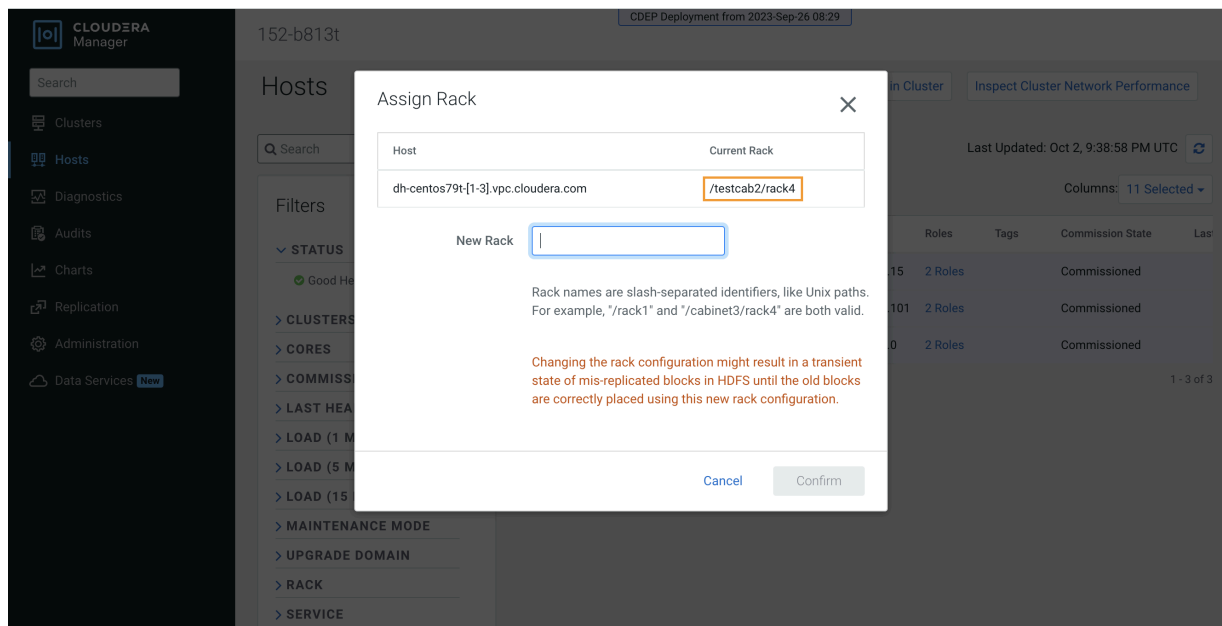 CLOUDERA
Manager
CDEP Deployment from 2023-Sep-26 08:29
152-b813t
Search
Clusters
Hosts
Diagnostics
Audits
Charts
Replication
Administration
Data Services New
Hosts
in Cluster
Inspect Cluster Network Performance
Search
Last Updated: Oct 2, 9:38:58 PM UTC
Columns: 11 Selected
Filters
STATUS
Good He
CLUSTERS
CORES
COMMISSI
LAST HEA
LOAD (1 M
LOAD (5 M
LOAD (15
MAINTENANCE MODE
UPGRADE DOMAIN
RACK
SERVICE
Roles Tags Commission State Las
.15 2 Roles Commissioned
.101 2 Roles Commissioned
.0 2 Roles Commissioned
1 - 3 of 3
Assign Rack
Host Current Rack
dh-centos79t-[1-3].vpc.cloudera.com /testcab2/rack4
New Rack
Rack names are slash-separated identifiers, like Unix paths.
For example, "/rack1" and "/cabinet3/rack4" are both valid.
Changing the rack configuration might result in a transient
state of mis-replicated blocks in HDFS until the old blocks
are correctly placed using this new rack configuration.
Cancel Confirm